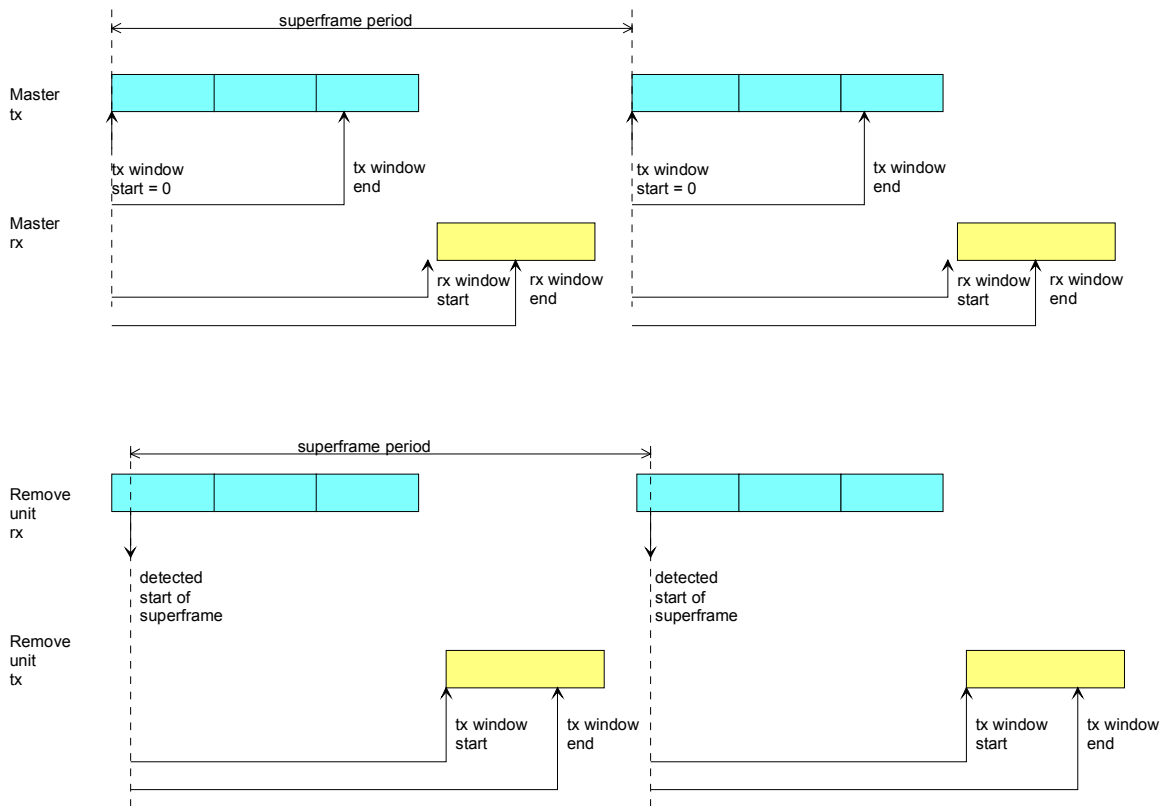 superframe period
Master
tx
tx window
start = 0
tx window
end
tx window
start = 0
tx window
end
Master
rx
rx window
start
rx window
end
rx window
start
rx window
end
superframe period
Remove
unit
rx
detected
start of
superframe
detected
start of
superframe
Remove
unit
tx
tx window
start
tx window
end
tx window
start
tx window
end